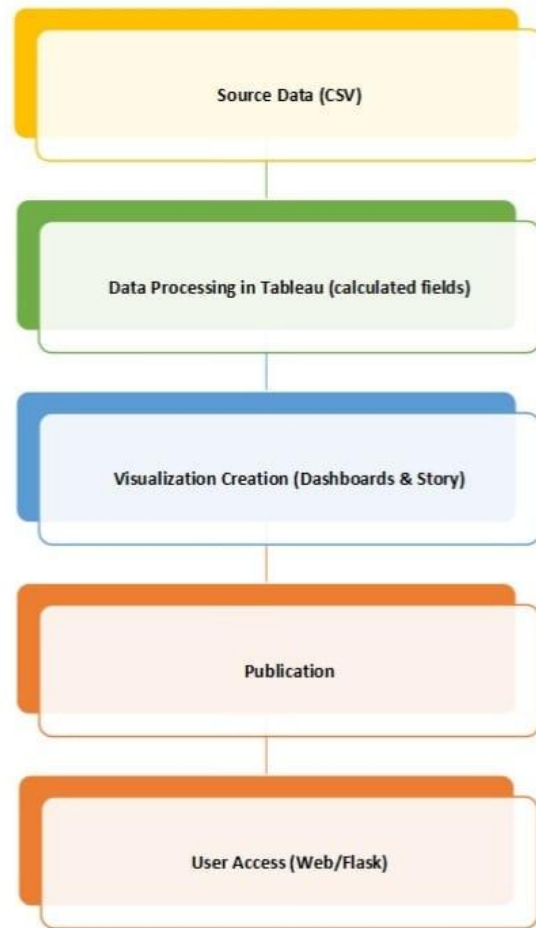 Source Data (CSV)
Data Processing in Tableau (calculated fields)
Visualization Creation (Dashboards & Story)
Publication
User Access (Web/Flask)